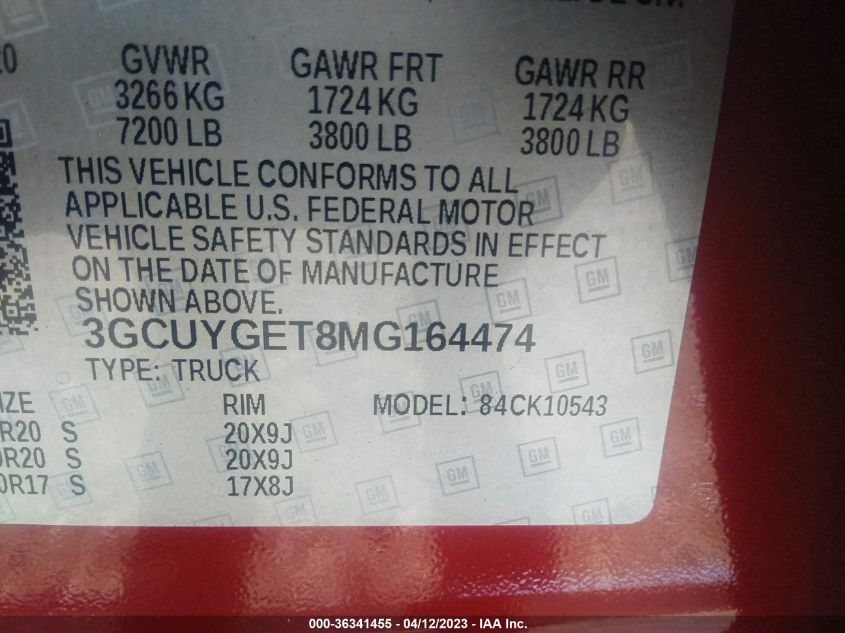 GVWR GAWR FRT GAWR RR
3266 KG 1724 KG 1724 KG
7200 LB 3800 LB 3800 LB
THIS VEHICLE CONFORMS TO ALL
APPLICABLE U.S. FEDERAL MOTOR
VEHICLE SAFETY STANDARDS IN EFFECT
ON THE DATE OF MANUFACTURE
SHOWN ABOVE.
3GCUYGET8MG164474
TYPE: TRUCK
RIM MODEL: 84CK10543
R20 S 20X9J
R20 S 20X9J
R17 S 17X8J
GM
000-36341455 - 04/12/2023 - IAA Inc.